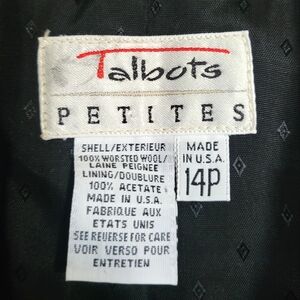 Talbots
PETITES
SHELL/EXTERIEUR
100% WORSTED WOOL/
LAINE PEIGNEE
LINING/DOUBLURE
100% ACETATE
MADE IN U.S.A.
FABRIQUE AUX
ETATS UNIS
SEE REVERSE FOR CARE
VOIR VERSO POUR
ENTRETIEN
MADE
IN U.S.A.
14P